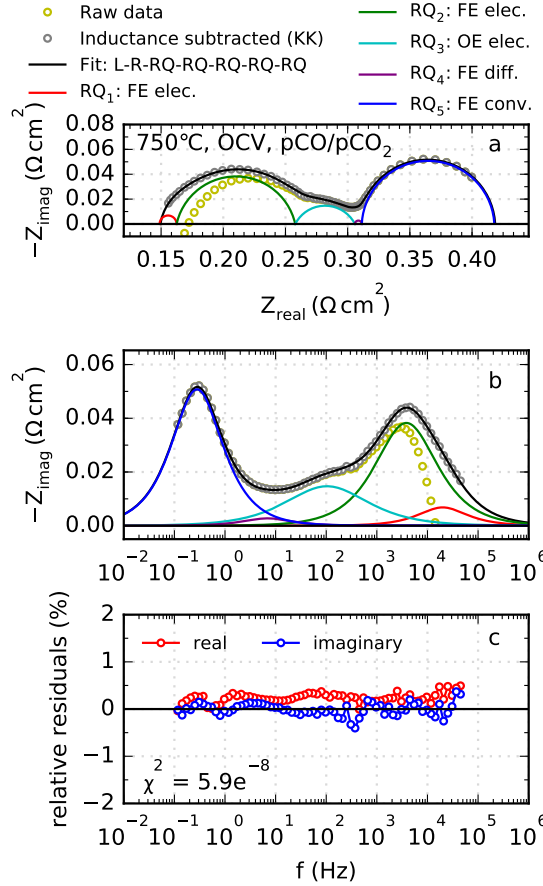 Raw data
Inductance subtracted (KK)
Fit: L-R-RQ-RQ-RQ-RQ-RQ
RQ₁: FE elec.
RQ₂: FE elec.
RQ₃: OE elec.
RQ₄: FE diff.
RQ₅: FE conv.
750°C, OCV, pCO/pCO₂
a
0.08
0.06
0.04
0.02
0.00
−Z_imag (Ω cm²)
0.15 0.20 0.25 0.30 0.35 0.40
Z_real (Ω cm²)
b
0.06
0.04
0.02
0.00
−Z_imag (Ω cm²)
10⁻² 10⁻¹ 10⁰ 10¹ 10² 10³ 10⁴ 10⁵ 10⁶
real
imaginary
c
2
1
0
−1
−2
relative residuals (%)
χ² = 5.9e⁻⁸
10⁻² 10⁻¹ 10⁰ 10¹ 10² 10³ 10⁴ 10⁵ 10⁶
f (Hz)